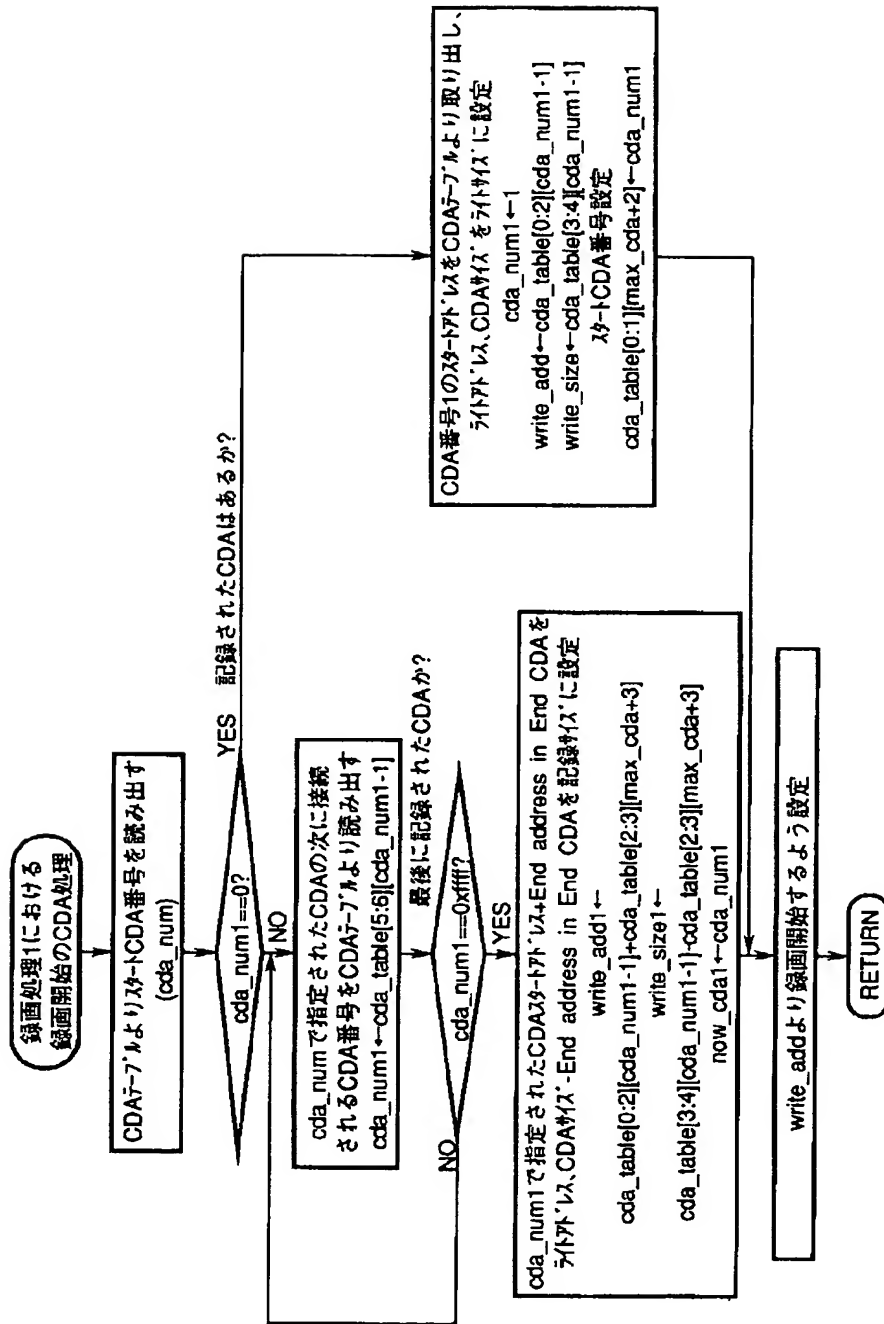 録画処理1における
録画開始のCDA処理
CDAテーブルよりスタートCDA番号を読み出す
(cda_num)
cda_num1==0?
YES
記録されたCDAはあるか?
NO
cda_numで指定されたCDAの次に接続
されるCDA番号をCDAテーブルより読み出す
cda_num1←cda_table[5:6][cda_num1-1]
最後に記録されたCDAか?
cda_num1==0xffff?
NO
YES
cda_num1で指定されたCDAスタートアドレス+End address in End CDAを
ライトアドレス、CDAサイズ-End address in End CDAを記録サイズに設定
write_add1←
cda_table[0:2][cda_num1-1]+cda_table[2:3][max_cda+3]
write_size1←
cda_table[3:4][cda_num1-1]-cda_table[2:3][max_cda+3]
now_cda1←cda_num1
CDA番号1のスタートアドレスをCDAテーブルより取り出し、
ライトアドレス、CDAサイズをライトサイズに設定
cda_num1←1
write_add←cda_table[0:2][cda_num1-1]
write_size←cda_table[3:4][cda_num1-1]
スタートCDA番号設定
cda_table[0:1][max_cda+2]←cda_num1
write_addより録画開始するよう設定
RETURN